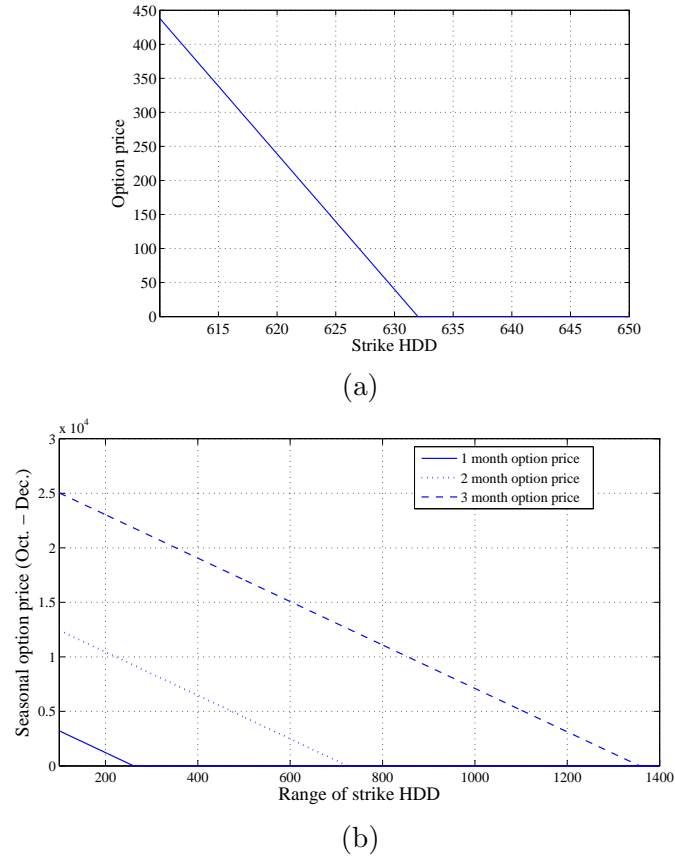 450
400
350
300
250
200
150
100
50
0
Option price
615 620 625 630 635 640 645 650
Strike HDD
(a)
x 10^4
3
2.5
2
1.5
1
0.5
0
Seasonal option price (Oct. − Dec.)
1 month option price
2 month option price
3 month option price
200 400 600 800 1000 1200 1400
Range of strike HDD
(b)